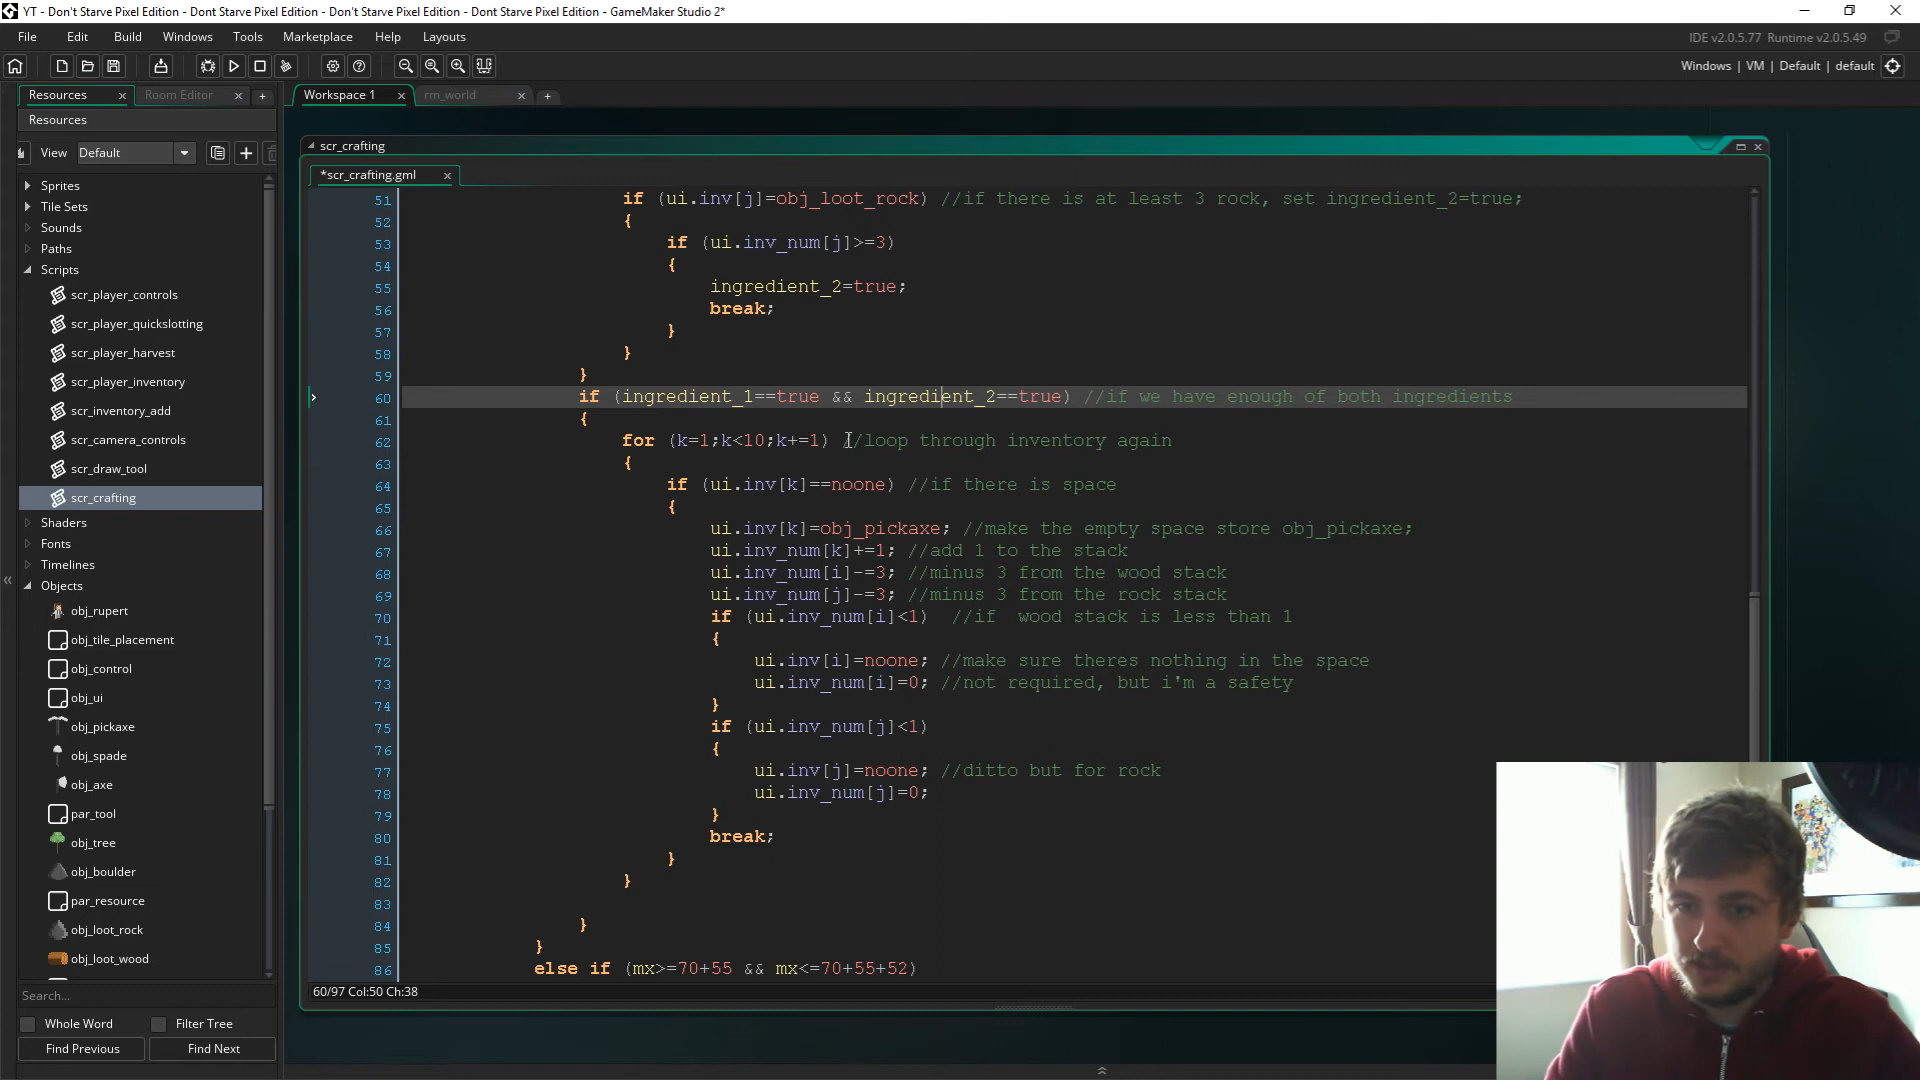 YT - Don't Starve Pixel Edition - Dont Starve Pixel Edition - Don't Starve Pixel Edition - Dont Starve Pixel Edition - GameMaker Studio 2*
File Edit Build Windows Tools Marketplace Help Layouts
IDE v2.0.5.77 Runtime v2.0.5.49
Windows | VM | Default | default
Resources
Room Editor
Workspace 1
rm_world
Resources
View Default
Sprites
Tile Sets
Sounds
Paths
Scripts
scr_player_controls
scr_player_quickslotting
scr_player_harvest
scr_player_inventory
scr_inventory_add
scr_camera_controls
scr_draw_tool
scr_crafting
Shaders
Fonts
Timelines
Objects
obj_rupert
obj_tile_placement
obj_control
obj_ui
obj_pickaxe
obj_spade
obj_axe
par_tool
obj_tree
obj_boulder
par_resource
obj_loot_rock
obj_loot_wood
Search...
Whole Word Filter Tree
Find Previous Find Next
scr_crafting
*scr_crafting.gml
51 if (ui.inv[j]=obj_loot_rock) //if there is at least 3 rock, set ingredient_2=true;
52 {
53 if (ui.inv_num[j]>=3)
54 {
55 ingredient_2=true;
56 break;
57 }
58 }
59 }
60 if (ingredient_1==true && ingredient_2==true) //if we have enough of both ingredients
61 {
62 for (k=1;k<10;k+=1) //loop through inventory again
63 {
64 if (ui.inv[k]==noone) //if there is space
65 {
66 ui.inv[k]=obj_pickaxe; //make the empty space store obj_pickaxe;
67 ui.inv_num[k]+=1; //add 1 to the stack
68 ui.inv_num[i]-=3; //minus 3 from the wood stack
69 ui.inv_num[j]-=3; //minus 3 from the rock stack
70 if (ui.inv_num[i]<1) //if wood stack is less than 1
71 {
72 ui.inv[i]=noone; //make sure theres nothing in the space
73 ui.inv_num[i]=0; //not required, but i'm a safety
74 }
75 if (ui.inv_num[j]<1)
76 {
77 ui.inv[j]=noone; //ditto but for rock
78 ui.inv_num[j]=0;
79 }
80 break;
81 }
82 }
83
84 }
85 }
86 else if (mx>=70+55 && mx<=70+55+52)
60/97 Col:50 Ch:38